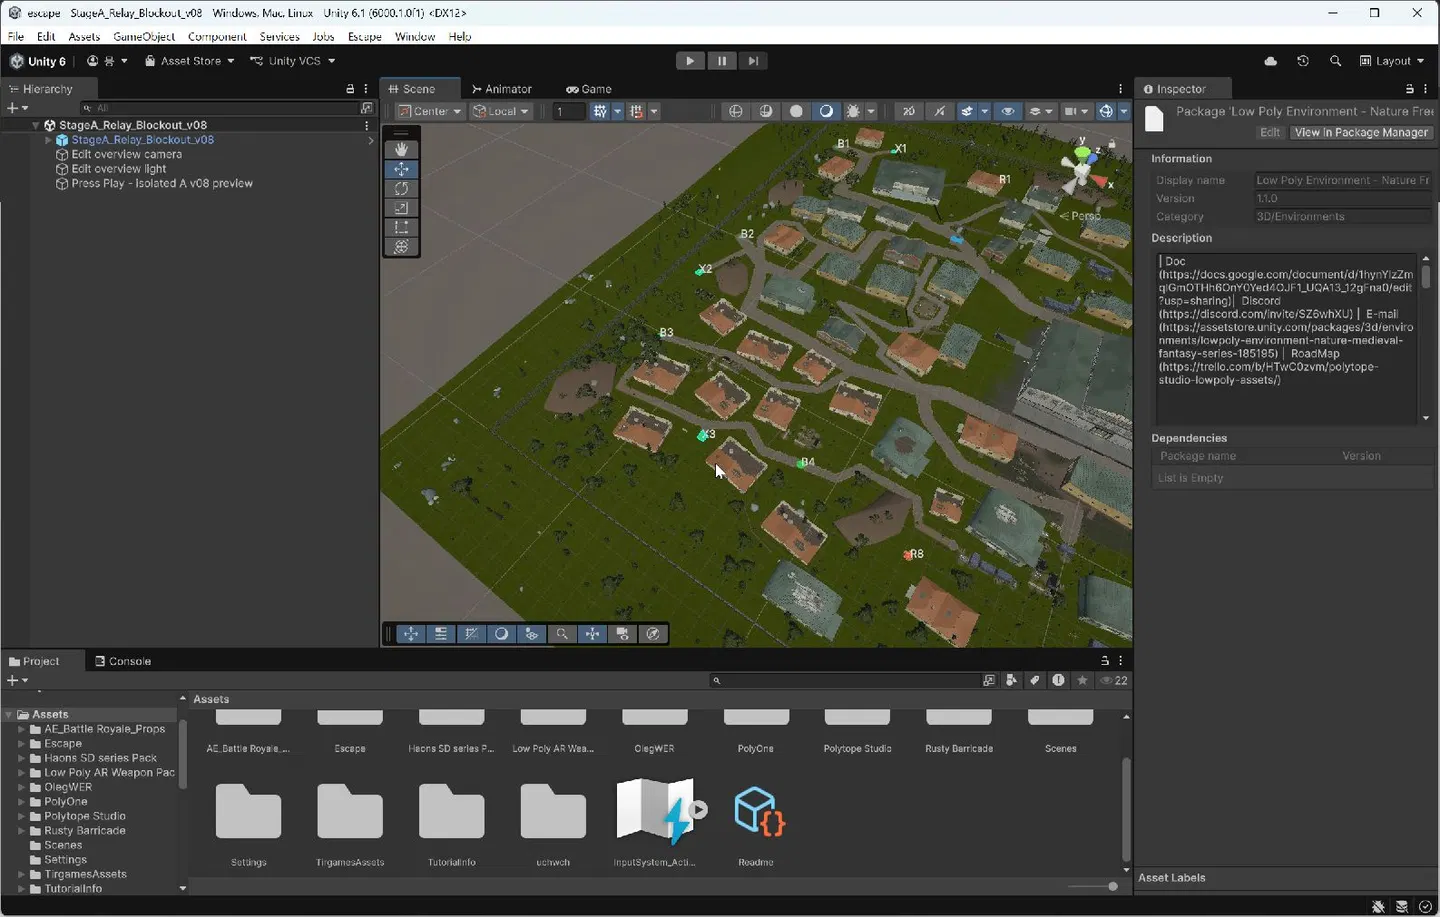 escape - StageA_Relay_Blockout_v08 - Windows, Mac, Linux - Unity 6.1 (6000.1.0f1) <DX12>
File Edit Assets GameObject Component Services Jobs Escape Window Help
Unity 6 Asset Store Unity VCS Layout
Hierarchy
All
StageA_Relay_Blockout_v08
StageA_Relay_Blockout_v08
Edit overview camera
Edit overview light
Press Play - Isolated A v08 preview
Scene Animator Game
Center Local 1 2D
B1
X1
R1
B2
X2
B3
X3
B4
R8
y
z
x
Persp
Inspector
Package 'Low Poly Environment - Nature Free
Edit View in Package Manager
Information
Display name Low Poly Environment - Nature Fr
Version 1.1.0
Category 3D/Environments
Description
| Doc
(https://docs.google.com/document/d/1hynYlzZm
?usp=sharing)| Discord
(https://discord.com/invite/SZ6whXU) | E-mail
(https://assetstore.unity.com/packages/3d/enviro
nments/lowpoly-environment-nature-medieval-
fantasy-series-185195) | RoadMap
(https://trello.com/b/HTwC0zvm/polytope-
studio-lowpoly-assets/)
Dependencies
Package name Version
List is Empty
Asset Labels
Project Console
22
Assets
AE_Battle Royale_Props
Escape
Haons SD series Pack
Low Poly AR Weapon Pac
OlegWER
PolyOne
Polytope Studio
Rusty Barricade
Scenes
Settings
TirgamesAssets
TutorialInfo
Assets
AE_Battle Royale_... Escape Haons SD series P... Low Poly AR Wea... OlegWER PolyOne Polytope Studio Rusty Barricade Scenes
Settings TirgamesAssets TutorialInfo uchwch InputSystem_Acti... Readme